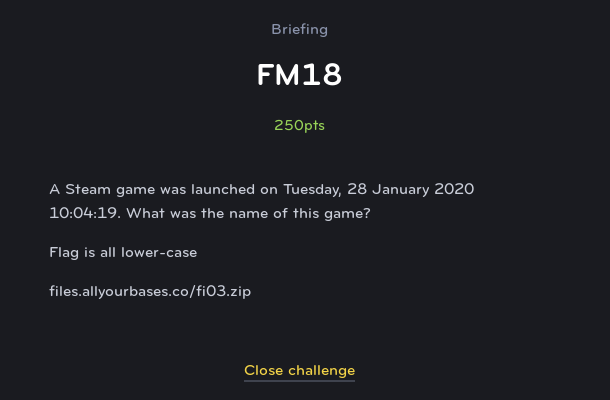 Briefing
FM18
250pts
A Steam game was launched on Tuesday, 28 January 2020
10:04:19. What was the name of this game?
Flag is all lower-case
files.allyourbases.co/fi03.zip
Close challenge